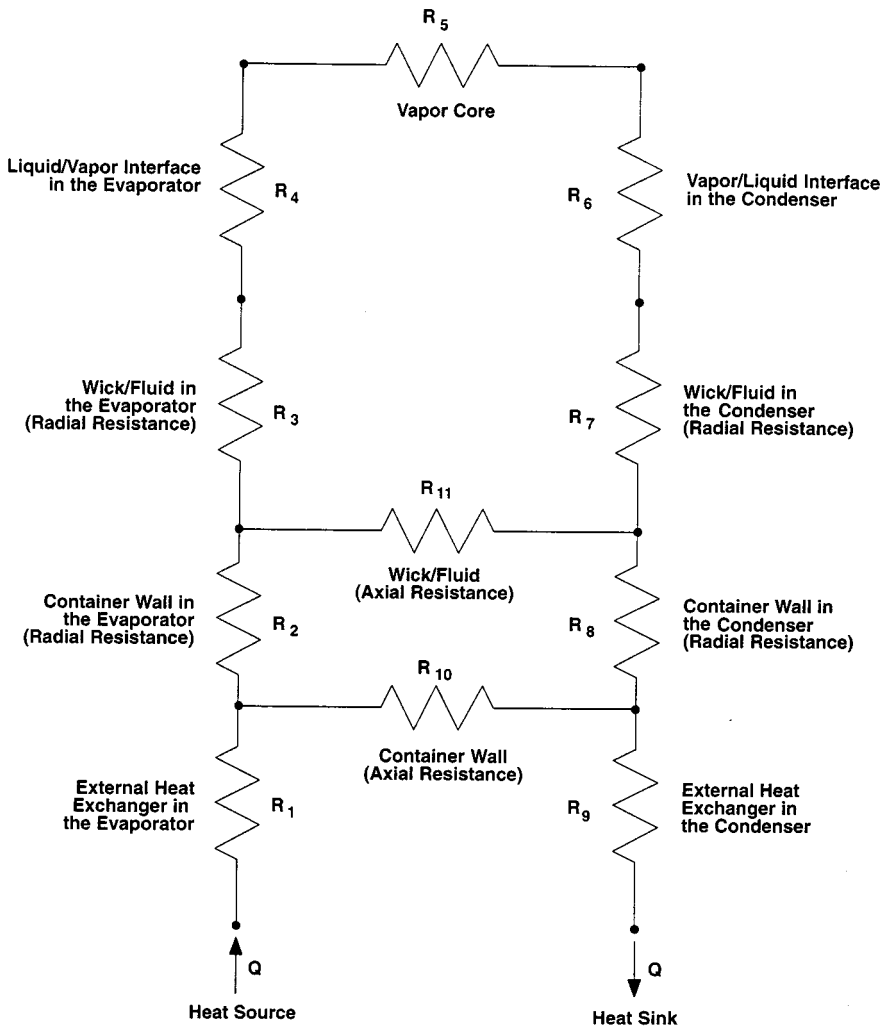 R5
Vapor Core
Liquid/Vapor Interface
in the Evaporator
R4
R6
Vapor/Liquid Interface
in the Condenser
Wick/Fluid in
the Evaporator
(Radial Resistance)
R3
R7
Wick/Fluid in
the Condenser
(Radial Resistance)
R11
Wick/Fluid
(Axial Resistance)
Container Wall in
the Evaporator
(Radial Resistance)
R2
R8
Container Wall in
the Condenser
(Radial Resistance)
R10
Container Wall
(Axial Resistance)
External Heat
Exchanger in
the Evaporator
R1
R9
External Heat
Exchanger in
the Condenser
Q
Heat Source
Q
Heat Sink